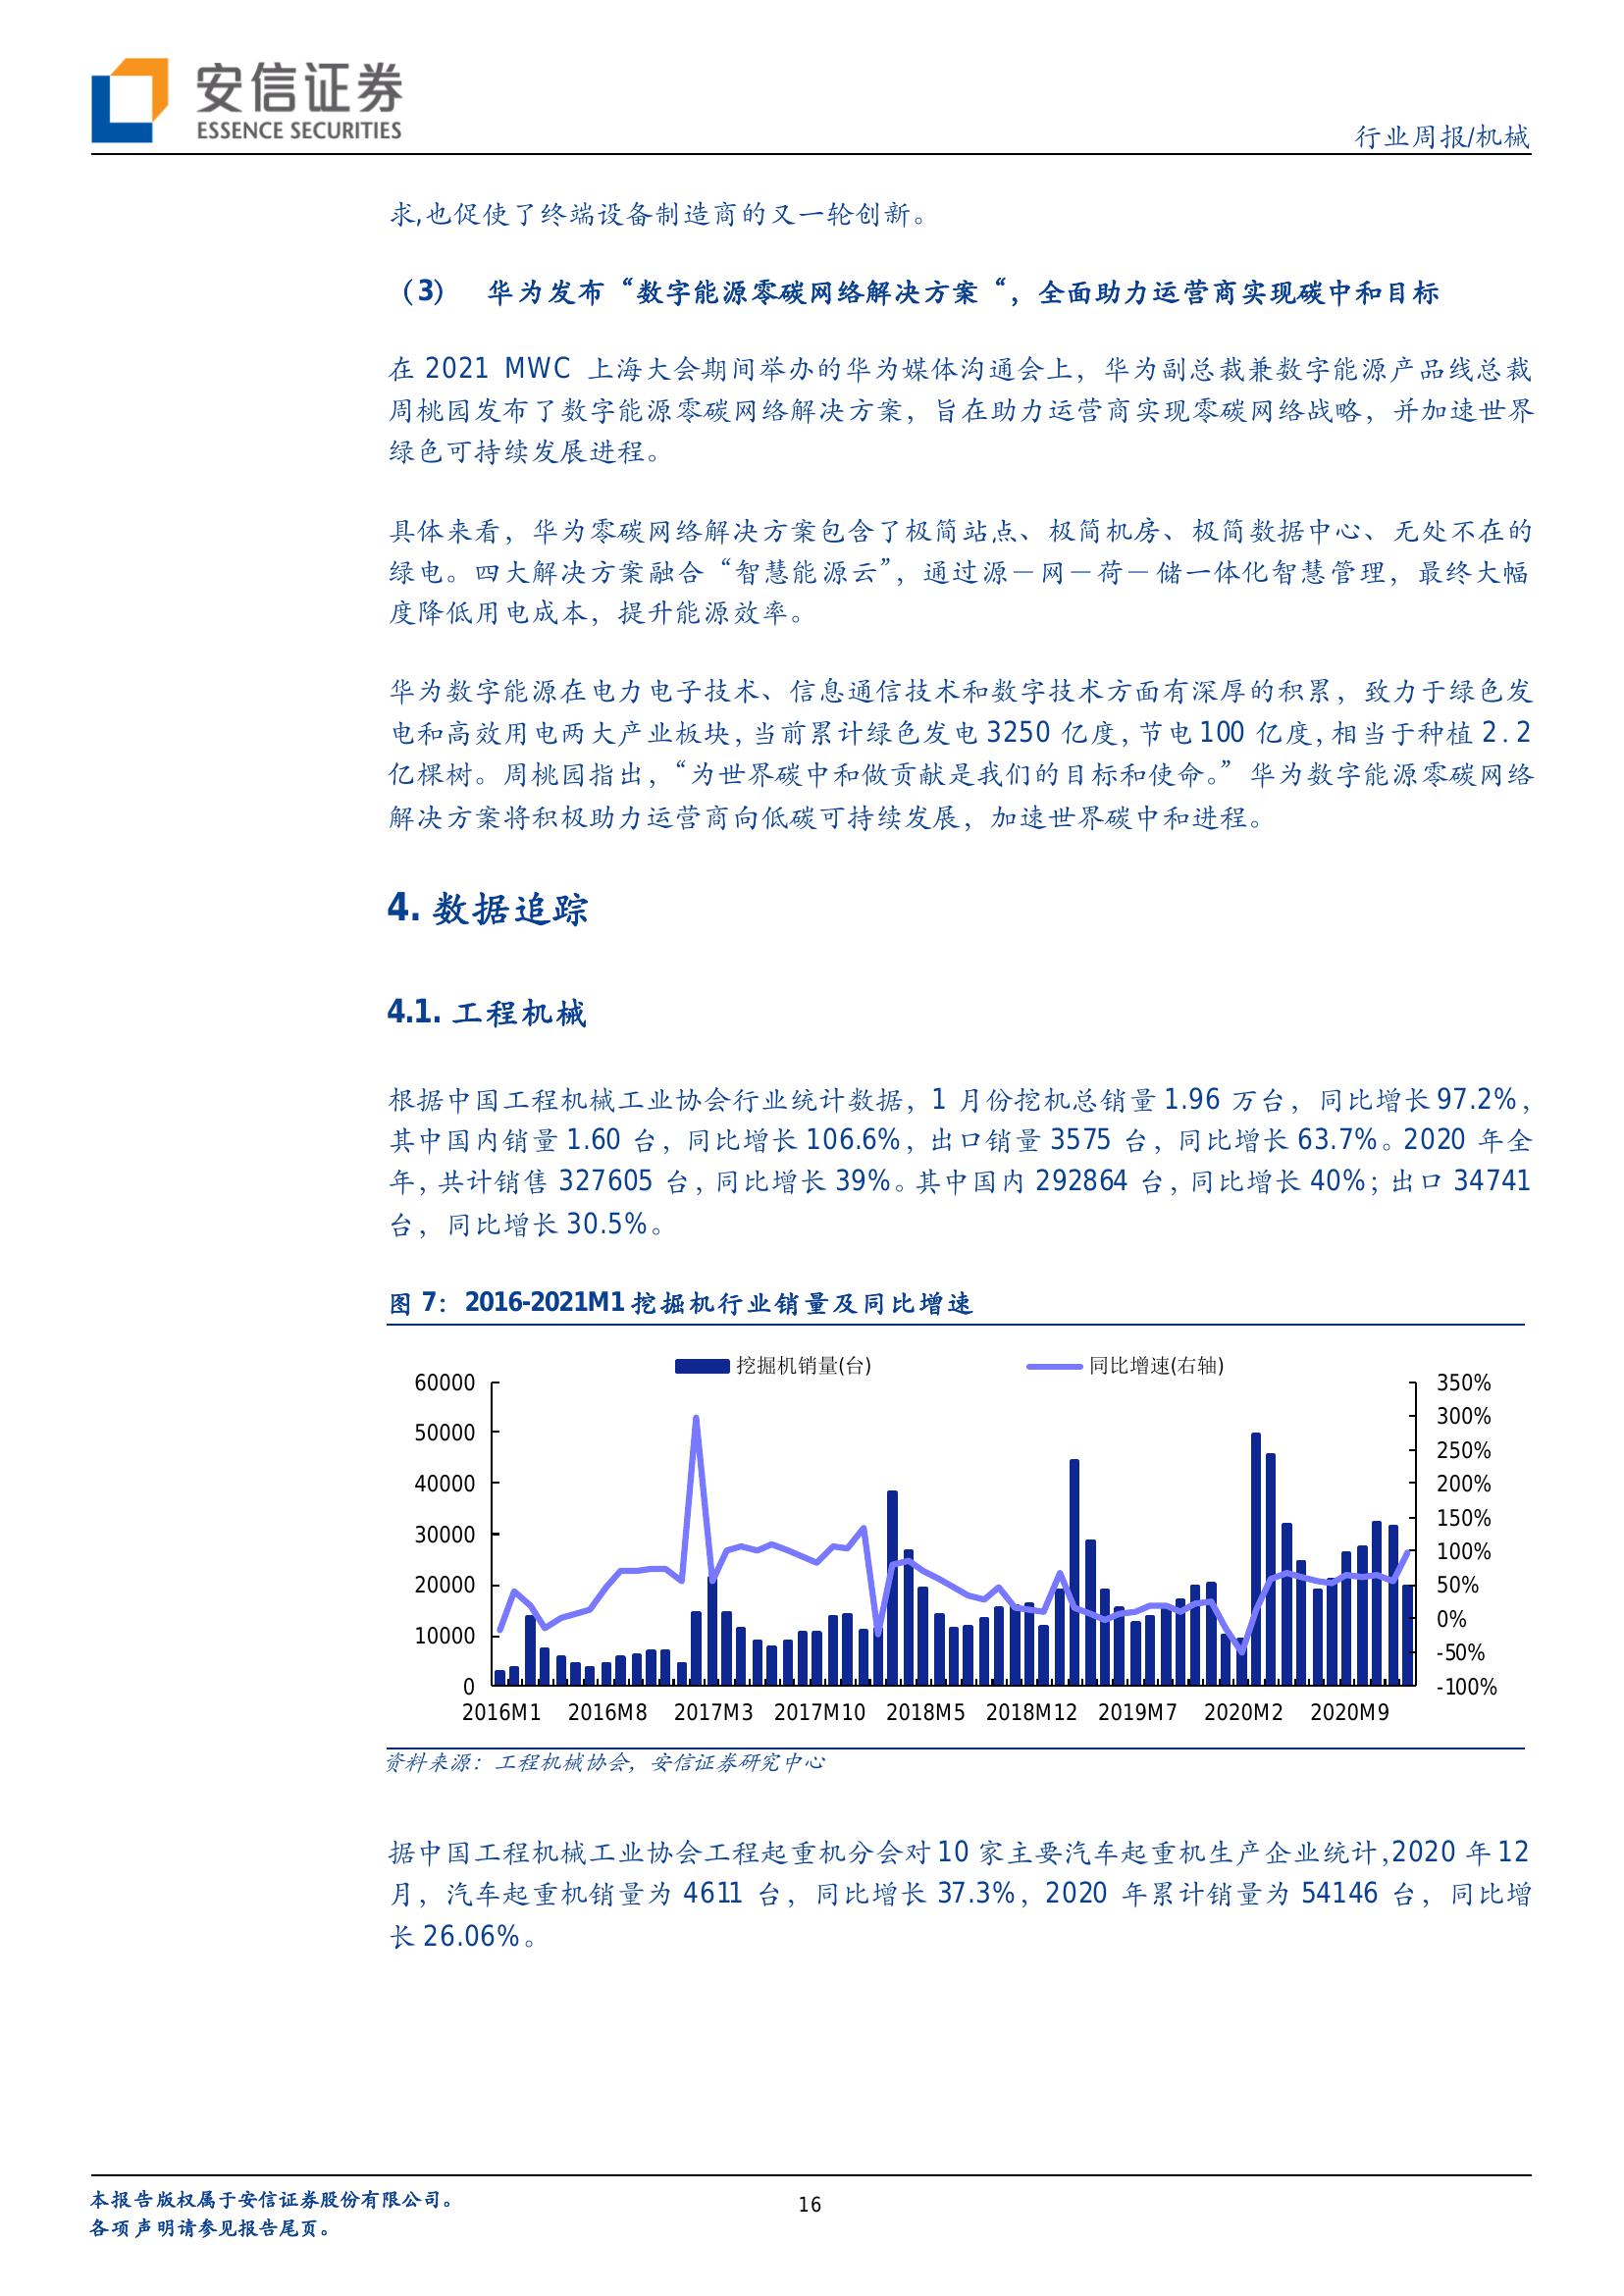 安信证券
ESSENCE SECURITIES
行业周报/机械
求,也促使了终端设备制造商的又一轮创新。
（3） 华为发布“数字能源零碳网络解决方案“，全面助力运营商实现碳中和目标
在 2021 MWC 上海大会期间举办的华为媒体沟通会上，华为副总裁兼数字能源产品线总裁
周桃园发布了数字能源零碳网络解决方案，旨在助力运营商实现零碳网络战略，并加速世界
绿色可持续发展进程。
具体来看，华为零碳网络解决方案包含了极简站点、极简机房、极简数据中心、无处不在的
绿电。四大解决方案融合“智慧能源云”，通过源－网－荷－储一体化智慧管理，最终大幅
度降低用电成本，提升能源效率。
华为数字能源在电力电子技术、信息通信技术和数字技术方面有深厚的积累，致力于绿色发
电和高效用电两大产业板块，当前累计绿色发电 3250 亿度，节电 100 亿度，相当于种植 2.2
亿棵树。周桃园指出，“为世界碳中和做贡献是我们的目标和使命。” 华为数字能源零碳网络
解决方案将积极助力运营商向低碳可持续发展，加速世界碳中和进程。
4. 数据追踪
4.1. 工程机械
根据中国工程机械工业协会行业统计数据，1 月份挖机总销量 1.96 万台，同比增长 97.2%，
其中国内销量 1.60 台，同比增长 106.6%，出口销量 3575 台，同比增长 63.7%。2020 年全
年，共计销售 327605 台，同比增长 39%。其中国内 292864 台，同比增长 40%；出口 34741
台，同比增长 30.5%。
图 7：2016-2021M1 挖掘机行业销量及同比增速
挖掘机销量(台) 同比增速(右轴)
60000 350%
50000 300%
40000 250%
30000 200%
20000 150%
10000 100%
0 50%
0%
-50%
-100%
2016M1 2016M8 2017M3 2017M10 2018M5 2018M12 2019M7 2020M2 2020M9
资料来源：工程机械协会，安信证券研究中心
据中国工程机械工业协会工程起重机分会对 10 家主要汽车起重机生产企业统计,2020 年 12
月，汽车起重机销量为 4611 台，同比增长 37.3%，2020 年累计销量为 54146 台，同比增
长 26.06%。
本报告版权属于安信证券股份有限公司。
各项声明请参见报告尾页。
16